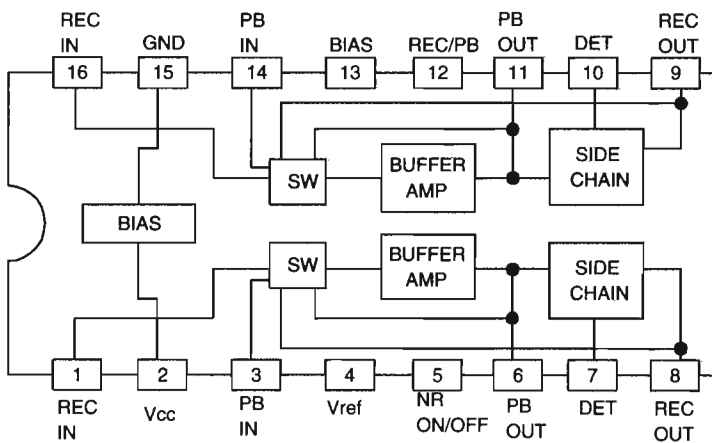 REC IN
GND
PB IN
BIAS
REC/PB
PB OUT
DET
REC OUT
16
15
14
13
12
11
10
9
SW
BUFFER AMP
SIDE CHAIN
BIAS
SW
BUFFER AMP
SIDE CHAIN
1
2
3
4
5
6
7
8
REC IN
Vcc
PB IN
Vref
NR ON/OFF
PB OUT
DET
REC OUT